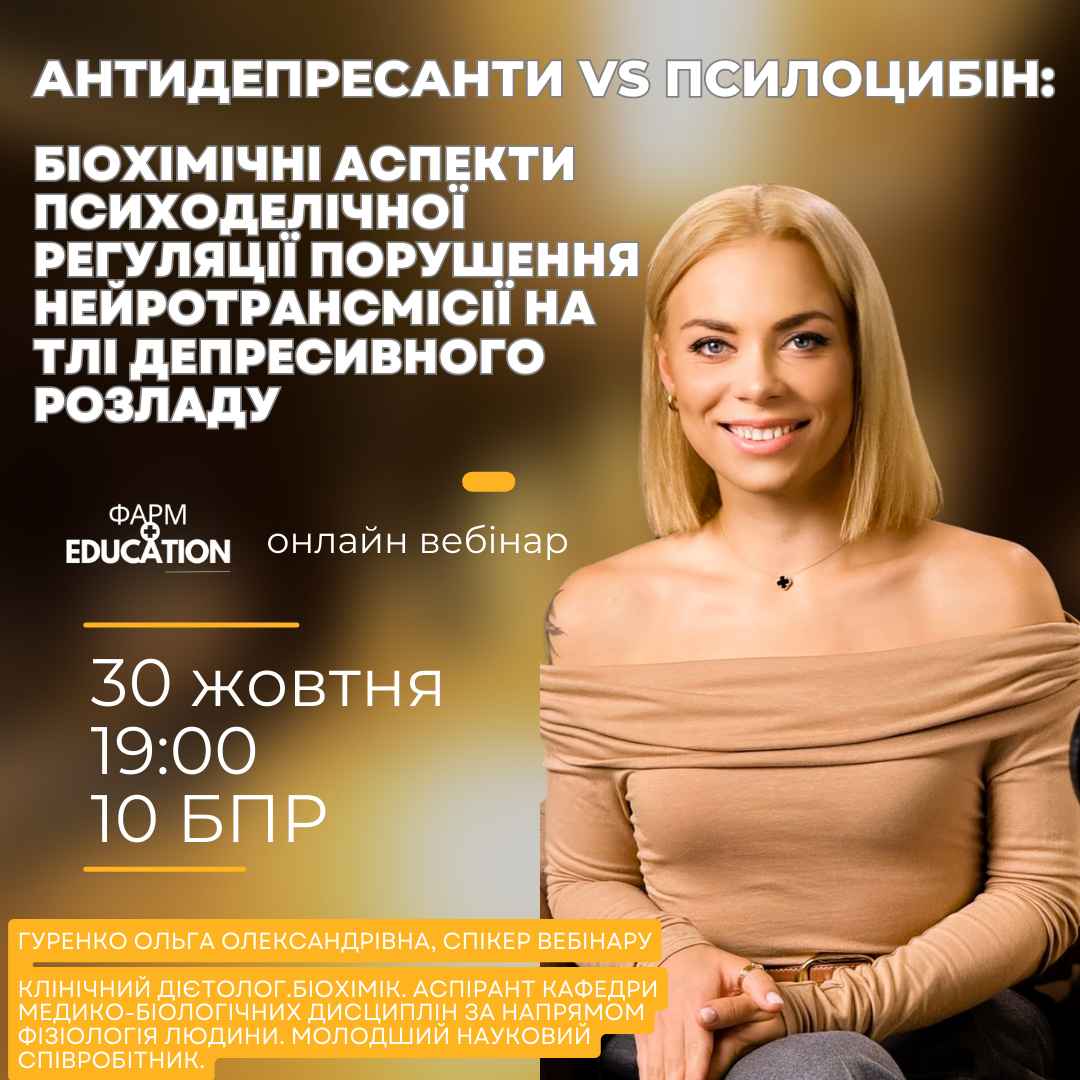 АНТИДЕПРЕСАНТИ VS ПСИЛОЦИБІН:
БІОХІМІЧНІ АСПЕКТИ
ПСИХОДЕЛІЧНОЇ
РЕГУЛЯЦІЇ ПОРУШЕННЯ
НЕЙРОТРАНСМІСІЇ НА
ТЛІ ДЕПРЕСИВНОГО
РОЗЛАДУ
ФАРМ
EDUCATION
онлайн вебінар
30 жовтня
19:00
10 БПР
ГУРЕНКО ОЛЬГА ОЛЕКСАНДРІВНА, СПІКЕР ВЕБІНАРУ
КЛІНІЧНИЙ ДІЄТОЛОГ.БІОХІМІК. АСПІРАНТ КАФЕДРИ
МЕДИКО-БІОЛОГІЧНИХ ДИСЦИПЛІН ЗА НАПРЯМОМ
ФІЗІОЛОГІЯ ЛЮДИНИ. МОЛОДШИЙ НАУКОВИЙ
СПІВРОБІТНИК.